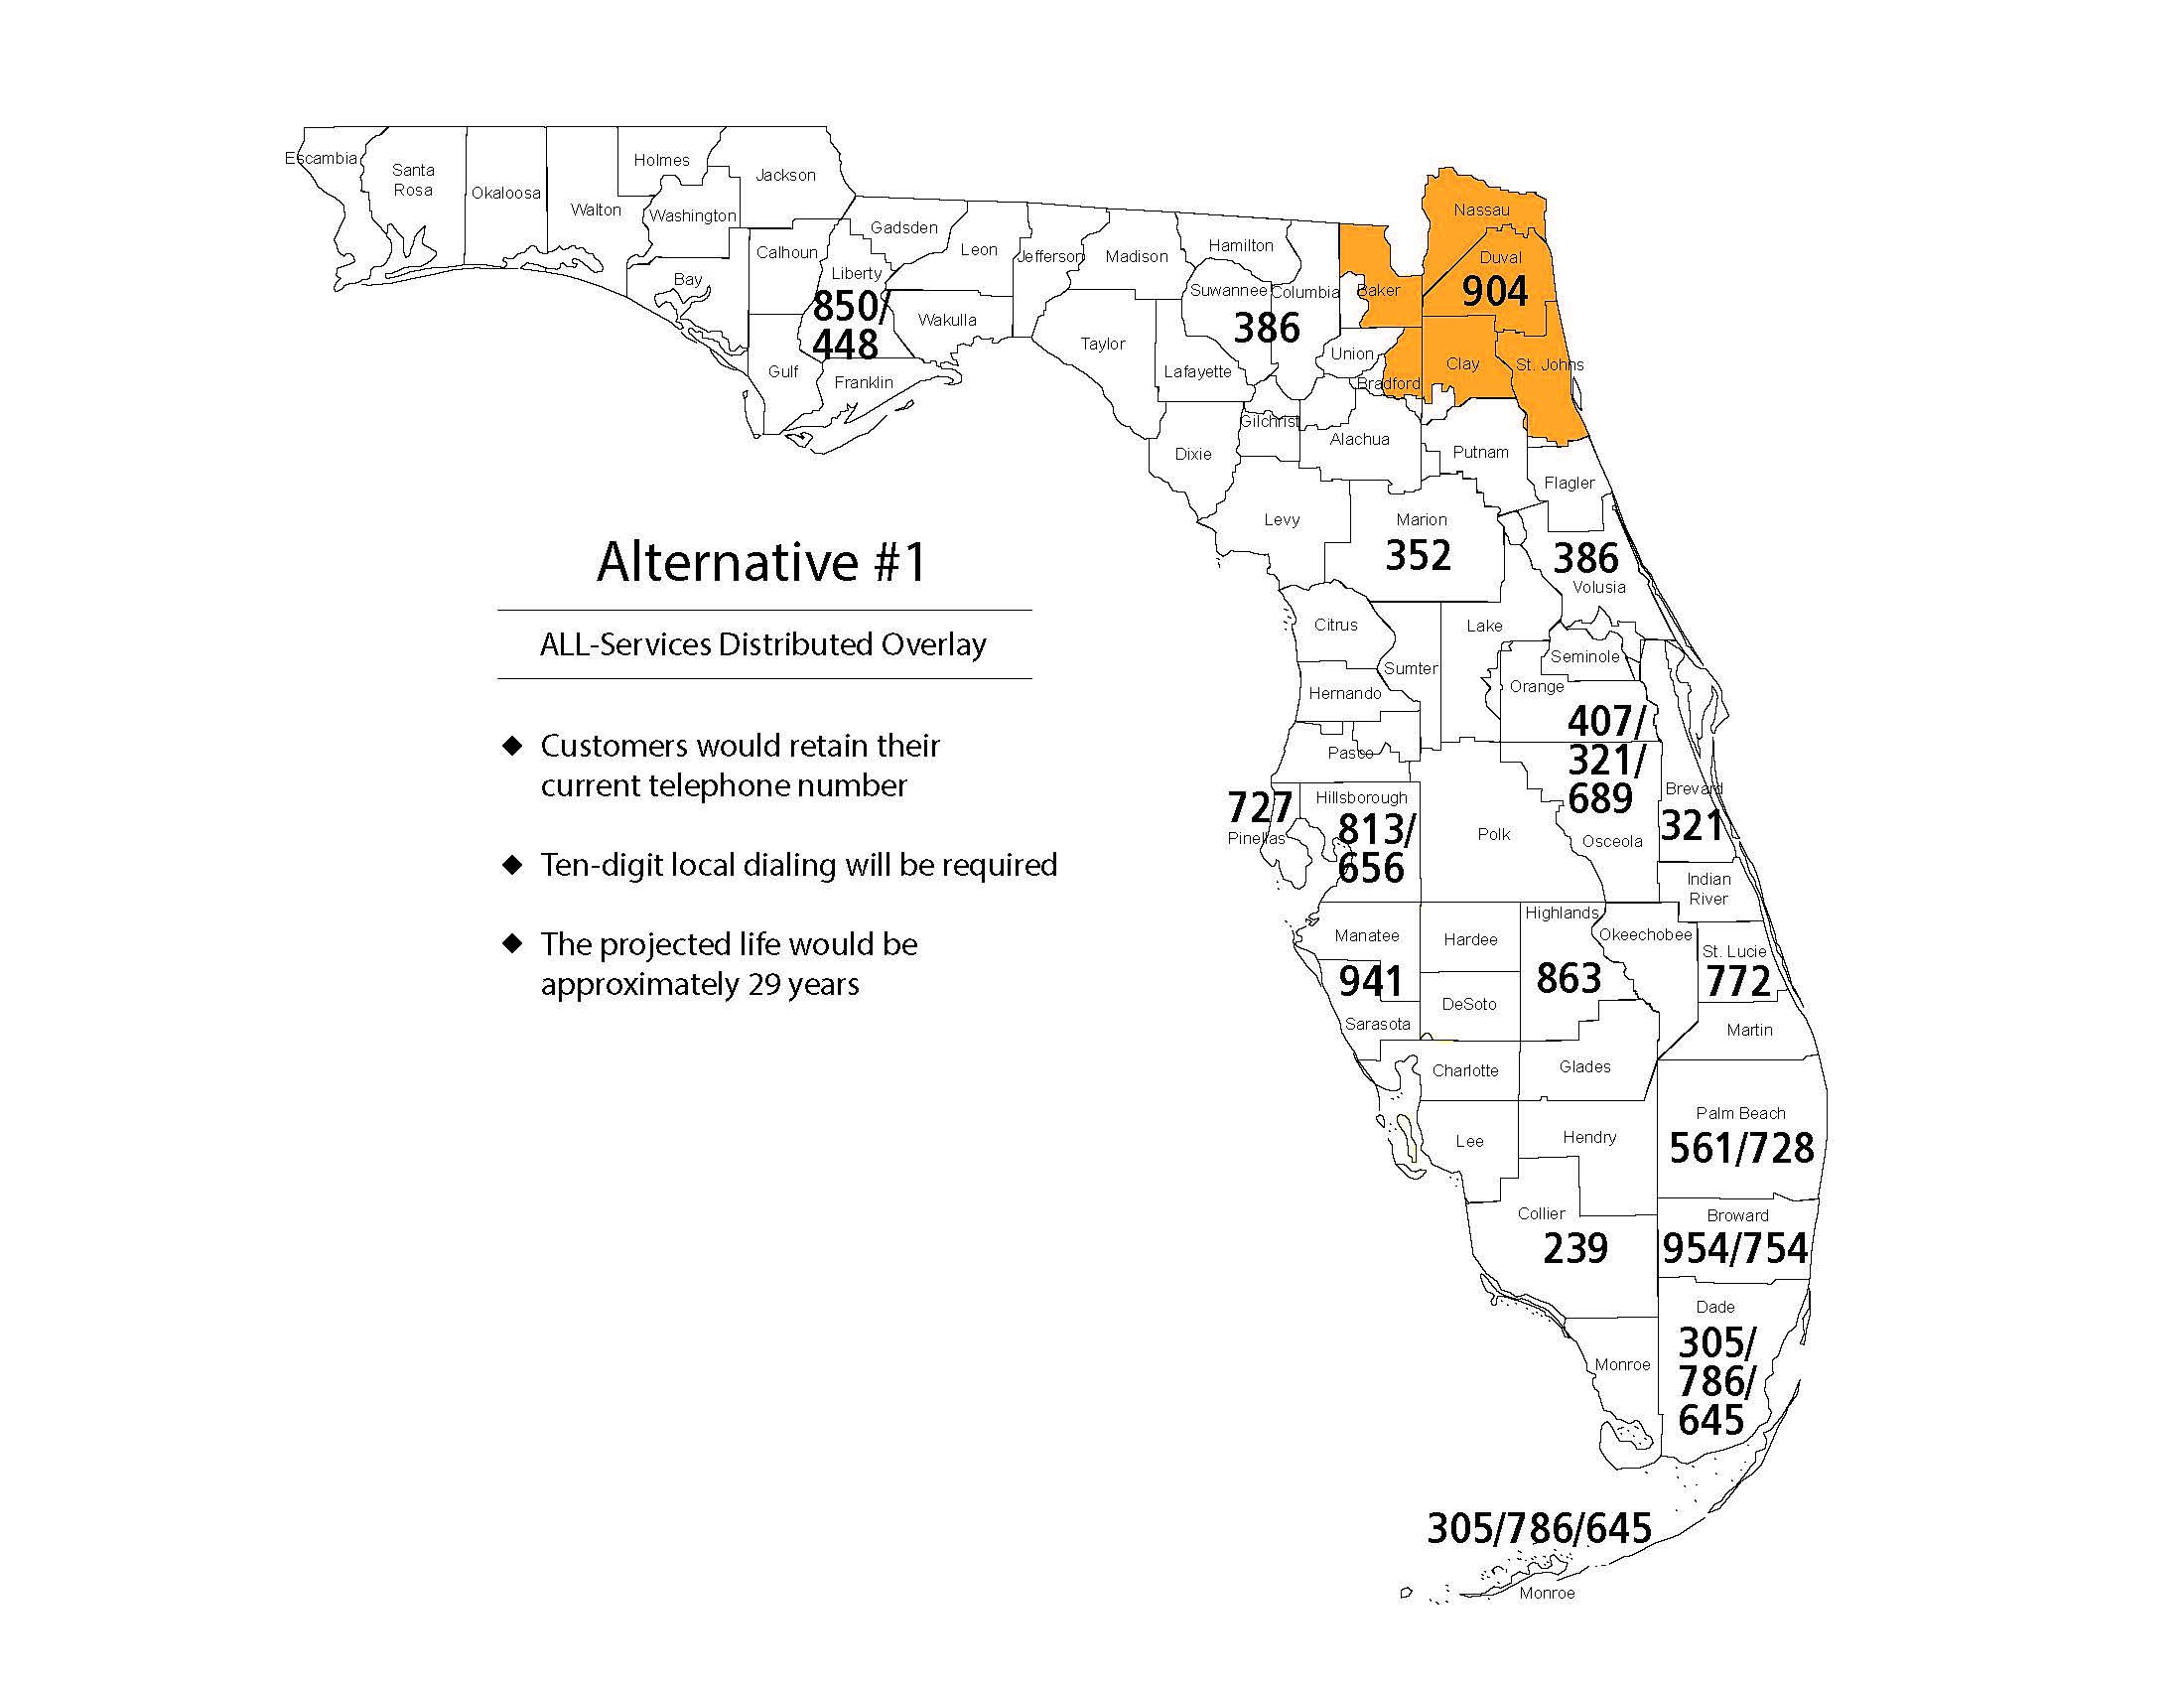 Escambia
Santa
Rosa
Okaloosa
Walton
Holmes
Washington
Jackson
Bay
Calhoun
Gulf
Liberty
850/
448
Franklin
Gadsden
Leon
Wakulla
Jefferson
Madison
Taylor
Hamilton
Suwannee
Columbia
386
Lafayette
Dixie
Baker
Nassau
Duval
904
Union
Bradford
Clay
St. Johns
Gilchrist
Alachua
Putnam
Flagler
Levy
Marion
352
386
Volusia
Alternative #1
ALL-Services Distributed Overlay
◆ Customers would retain their
current telephone number
◆ Ten-digit local dialing will be required
◆ The projected life would be
approximately 29 years
Citrus
Sumter
Lake
Seminole
Orange
Hernando
407/
321/
689
Pasco
727
Pinellas
Hillsborough
813/
656
Polk
Osceola
Brevard
321
Indian
River
Manatee
941
Sarasota
Hardee
DeSoto
Highlands
863
Okeechobee
St. Lucie
772
Martin
Charlotte
Glades
Lee
Hendry
Palm Beach
561/728
Collier
239
Broward
954/754
Dade
305/
786/
645
Monroe
305/786/645
Monroe